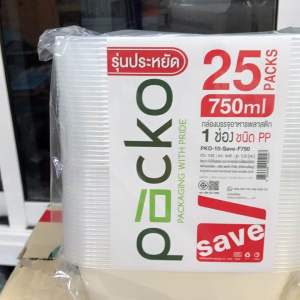 รุ่นประหยัด
25
PACKS
750ml
กล่องบรรจุอาหารพลาสติก
1 ช่อง ชนิด PP
PKO-1S-Save-F750
packo
PACKAGING WITH PRIDE
save